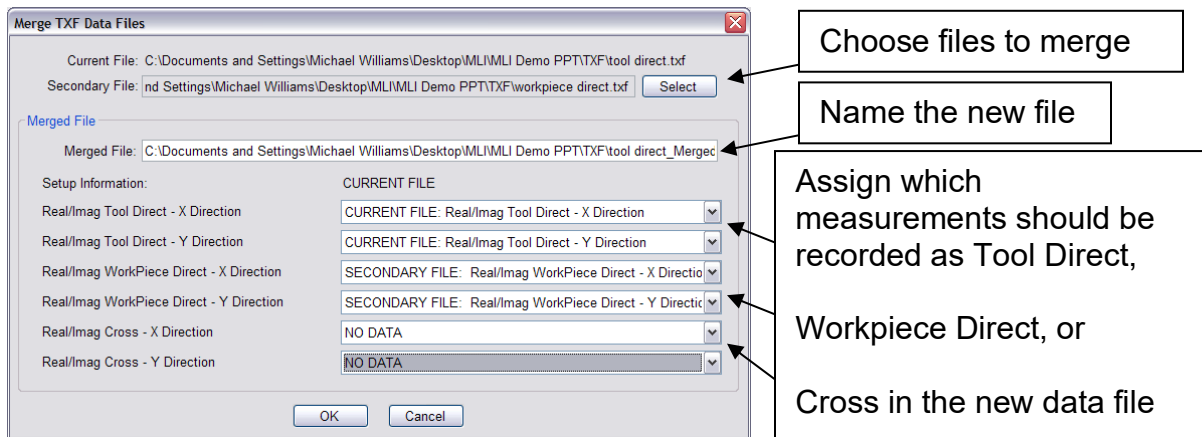 Merge TXF Data Files
Current File: C:\Documents and Settings\Michael Williams\Desktop\MLI\MLI Demo PPT\TXF\tool direct.txf
Secondary File: nd Settings\Michael Williams\Desktop\MLI\MLI Demo PPT\TXF\workpiece direct.txf Select
Merged File
Merged File: C:\Documents and Settings\Michael Williams\Desktop\MLI\MLI Demo PPT\TXF\tool direct_Merged
Setup Information: CURRENT FILE
Real/Imag Tool Direct - X Direction CURRENT FILE: Real/Imag Tool Direct - X Direction
Real/Imag Tool Direct - Y Direction CURRENT FILE: Real/Imag Tool Direct - Y Direction
Real/Imag WorkPiece Direct - X Direction SECONDARY FILE: Real/Imag WorkPiece Direct - X Directio
Real/Imag WorkPiece Direct - Y Direction SECONDARY FILE: Real/Imag WorkPiece Direct - Y Directic
Real/Imag Cross - X Direction NO DATA
Real/Imag Cross - Y Direction NO DATA
OK Cancel
Choose files to merge
Name the new file
Assign which
measurements should be
recorded as Tool Direct,
Workpiece Direct, or
Cross in the new data file